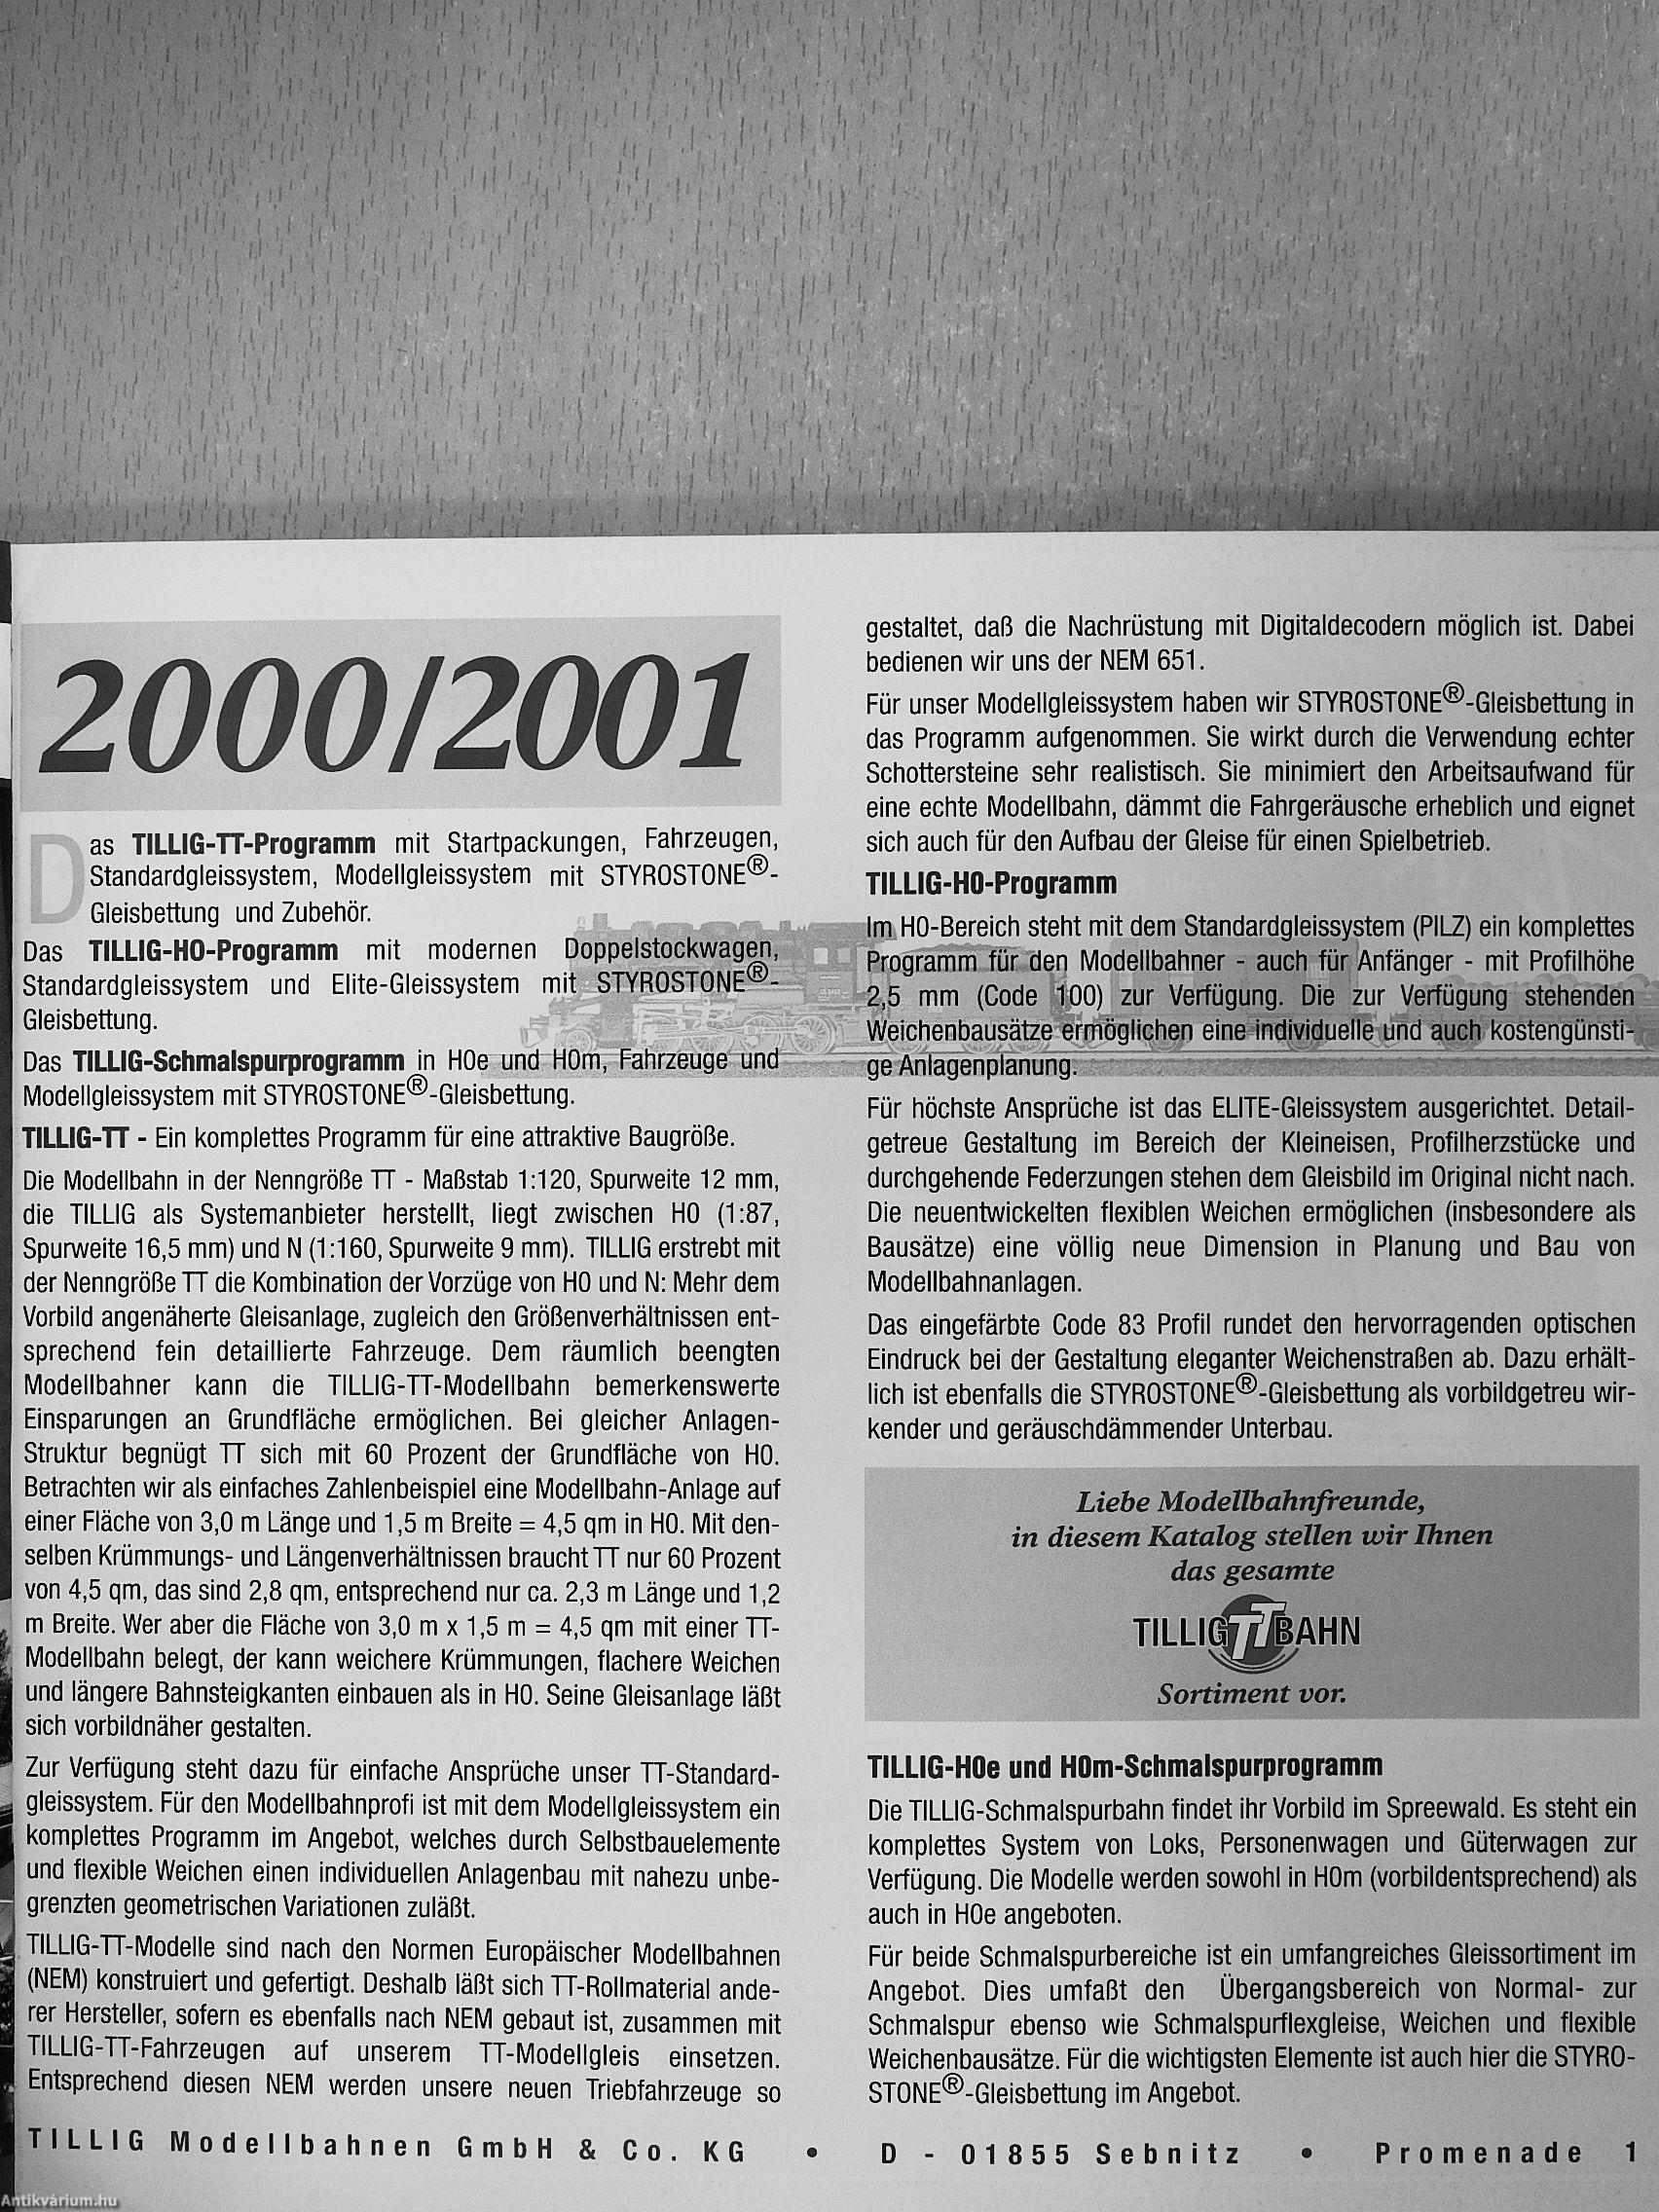 2000/2001
Das TILLIG-TT-Programm mit Startpackungen, Fahrzeugen,
Standardgleissystem, Modellgleissystem mit STYROSTONE®-
Gleisbettung und Zubehör.
Das TILLIG-HO-Programm mit modernen Doppelstockwagen,
Standardgleissystem und Elite-Gleissystem mit STYROSTONE®-
Gleisbettung.
Das TILLIG-Schmalspurprogramm in H0e und H0m, Fahrzeuge und
Modellgleissystem mit STYROSTONE®-Gleisbettung.
TILLIG-TT - Ein komplettes Programm für eine attraktive Baugröße.
Die Modellbahn in der Nenngröße TT - Maßstab 1:120, Spurweite 12 mm,
die TILLIG als Systemanbieter herstellt, liegt zwischen H0 (1:87,
Spurweite 16,5 mm) und N (1:160, Spurweite 9 mm). TILLIG erstrebt mit
der Nenngröße TT die Kombination der Vorzüge von H0 und N: Mehr dem
Vorbild angenäherte Gleisanlage, zugleich den Größenverhältnissen ent-
sprechend fein detaillierte Fahrzeuge. Dem räumlich beengten
Modellbahner kann die TILLIG-TT-Modellbahn bemerkenswerte
Einsparungen an Grundfläche ermöglichen. Bei gleicher Anlagen-
Struktur begnügt TT sich mit 60 Prozent der Grundfläche von H0.
Betrachten wir als einfaches Zahlenbeispiel eine Modellbahn-Anlage auf
einer Fläche von 3,0 m Länge und 1,5 m Breite = 4,5 qm in H0. Mit den-
selben Krümmungs- und Längenverhältnissen braucht TT nur 60 Prozent
von 4,5 qm, das sind 2,8 qm, entsprechend nur ca. 2,3 m Länge und 1,2
m Breite. Wer aber die Fläche von 3,0 m x 1,5 m = 4,5 qm mit einer TT-
Modellbahn belegt, der kann weichere Krümmungen, flachere Weichen
und längere Bahnsteigkanten einbauen als in H0. Seine Gleisanlage läßt
sich vorbildnäher gestalten.
Zur Verfügung steht dazu für einfache Ansprüche unser TT-Standard-
gleissystem. Für den Modellbahnprofi ist mit dem Modellgleissystem ein
komplettes Programm im Angebot, welches durch Selbstbauelemente
und flexible Weichen einen individuellen Anlagenbau mit nahezu unbe-
grenzten geometrischen Variationen zuläßt.
TILLIG-TT-Modelle sind nach den Normen Europäischer Modellbahnen
(NEM) konstruiert und gefertigt. Deshalb läßt sich TT-Rollmaterial ande-
rer Hersteller, sofern es ebenfalls nach NEM gebaut ist, zusammen mit
TILLIG-TT-Fahrzeugen auf unserem TT-Modellgleis einsetzen.
Entsprechend diesen NEM werden unsere neuen Triebfahrzeuge so
gestaltet, daß die Nachrüstung mit Digitaldecodern möglich ist. Dabei
bedienen wir uns der NEM 651.
Für unser Modellgleissystem haben wir STYROSTONE®-Gleisbettung in
das Programm aufgenommen. Sie wirkt durch die Verwendung echter
Schottersteine sehr realistisch. Sie minimiert den Arbeitsaufwand für
eine echte Modellbahn, dämmt die Fahrgeräusche erheblich und eignet
sich auch für den Aufbau der Gleise für einen Spielbetrieb.
TILLIG-H0-Programm
Im H0-Bereich steht mit dem Standardgleissystem (PILZ) ein komplettes
Programm für den Modellbahner - auch für Anfänger - mit Profilhöhe
2,5 mm (Code 100) zur Verfügung. Die zur Verfügung stehenden
Weichenbausätze ermöglichen eine individuelle und auch kostengünsti-
ge Anlagenplanung.
Für höchste Ansprüche ist das ELITE-Gleissystem ausgerichtet. Detail-
getreue Gestaltung im Bereich der Kleineisen, Profilherzstücke und
durchgehende Federzungen stehen dem Gleisbild im Original nicht nach.
Die neuentwickelten flexiblen Weichen ermöglichen (insbesondere als
Bausätze) eine völlig neue Dimension in Planung und Bau von
Modellbahnanlagen.
Das eingefärbte Code 83 Profil rundet den hervorragenden optischen
Eindruck bei der Gestaltung eleganter Weichenstraßen ab. Dazu erhält-
lich ist ebenfalls die STYROSTONE®-Gleisbettung als vorbildgetreu wir-
kender und geräuschdämmender Unterbau.
Liebe Modellbahnfreunde,
in diesem Katalog stellen wir Ihnen
das gesamte
TILLIG TT BAHN
Sortiment vor.
TILLIG-H0e und H0m-Schmalspurprogramm
Die TILLIG-Schmalspurbahn findet ihr Vorbild im Spreewald. Es steht ein
komplettes System von Loks, Personenwagen und Güterwagen zur
Verfügung. Die Modelle werden sowohl in H0m (vorbildentsprechend) als
auch in H0e angeboten.
Für beide Schmalspurbereiche ist ein umfangreiches Gleissortiment im
Angebot. Dies umfaßt den Übergangsbereich von Normal- zur
Schmalspur ebenso wie Schmalspurflexgleise, Weichen und flexible
Weichenbausätze. Für die wichtigsten Elemente ist auch hier die STYRO-
STONE®-Gleisbettung im Angebot.
TILLIG Modellbahnen GmbH & Co. KG • D - 01855 Sebnitz • Promenade 1
Antikvárium.hu